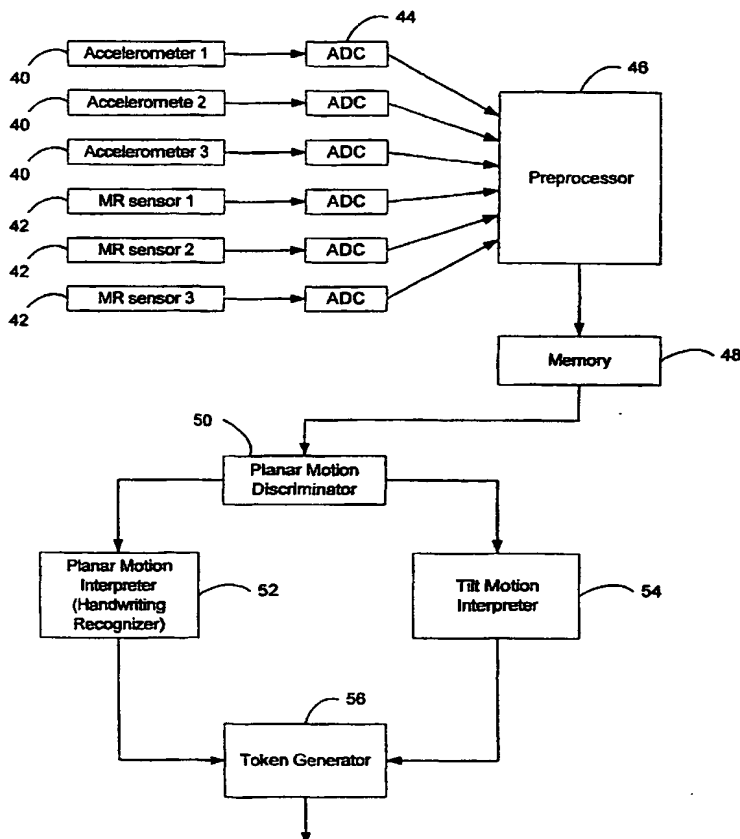 44
Accelerometer 1
ADC
46
40
Acceleromete 2
ADC
40
Accelerometer 3
ADC
Preprocessor
40
MR sensor 1
ADC
42
MR sensor 2
ADC
42
MR sensor 3
ADC
42
Memory
48
50
Planar Motion
Discriminator
Planar Motion
Interpreter
(Handwriting
Recognizer)
52
Tilt Motion
Interpreter
54
56
Token Generator